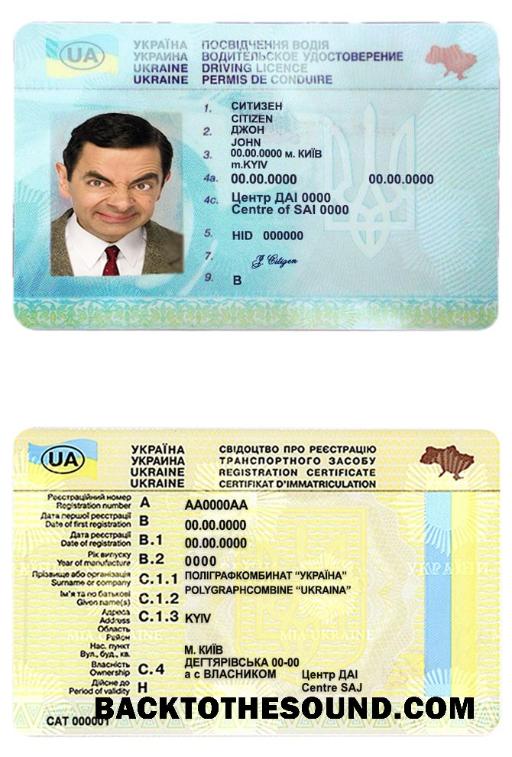 UA
УКРАЇНА ПОСВІДЧЕННЯ ВОДІЯ
УКРАИНА ВОДИТЕЛЬСКОЕ УДОСТОВЕРЕНИЕ
UKRAINE DRIVING LICENCE
UKRAINE PERMIS DE CONDUIRE
1. СИТИЗЕН
CITIZEN
2. ДЖОН
JOHN
3. 00.00.0000 м. КИЇВ
m.KYIV
4a. 00.00.0000 00.00.0000
4c. Центр ДАІ 0000
Centre of SAI 0000
5. HID 000000
7. J Citizen
9. B
UA
УКРАЇНА СВІДОЦТВО ПРО РЕЄСТРАЦІЮ
УКРАИНА ТРАНСПОРТНОГО ЗАСОБУ
UKRAINE REGISTRATION CERTIFICATE
UKRAINE CERTIFIKAT D'IMMATRICULATION
Реєстраційний номер
Registration number A AA0000AA
Дата першої реєстрації
Date of first registration B 00.00.0000
Дата реєстрації
Date of registration B.1 00.00.0000
Рік випуску
Year of manufacture B.2 0000
Прізвище або організація
Surname or company C.1.1 ПОЛІГРАФКОМБИНАТ "УКРАЇНА"
Ім'я та по батькові
Given name(s) C.1.2 POLYGRAPHCOMBINE "UKRAINA"
Адреса
Address C.1.3 KYIV
Область
Район
Нас. пункт
Вул., буд., кв. М. КИЇВ
Власність
Ownership C.4 ДЕГТЯРІВСЬКА 00-00
а с ВЛАСНИКОМ Центр ДАІ
Дійсне до
Period of validity H Centre SAJ
CAT 000001
BACKTOTHESOUND.COM